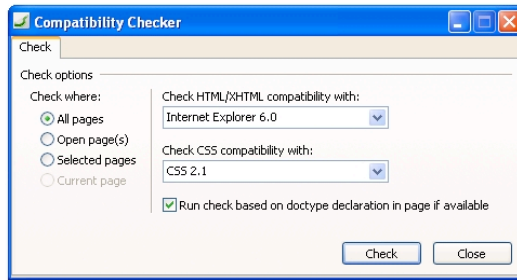 Compatibility Checker
Check
Check options
Check where:
All pages
Open page(s)
Selected pages
Current page
Check HTML/XHTML compatibility with:
Internet Explorer 6.0
Check CSS compatibility with:
CSS 2.1
Run check based on doctype declaration in page if available
Check
Close